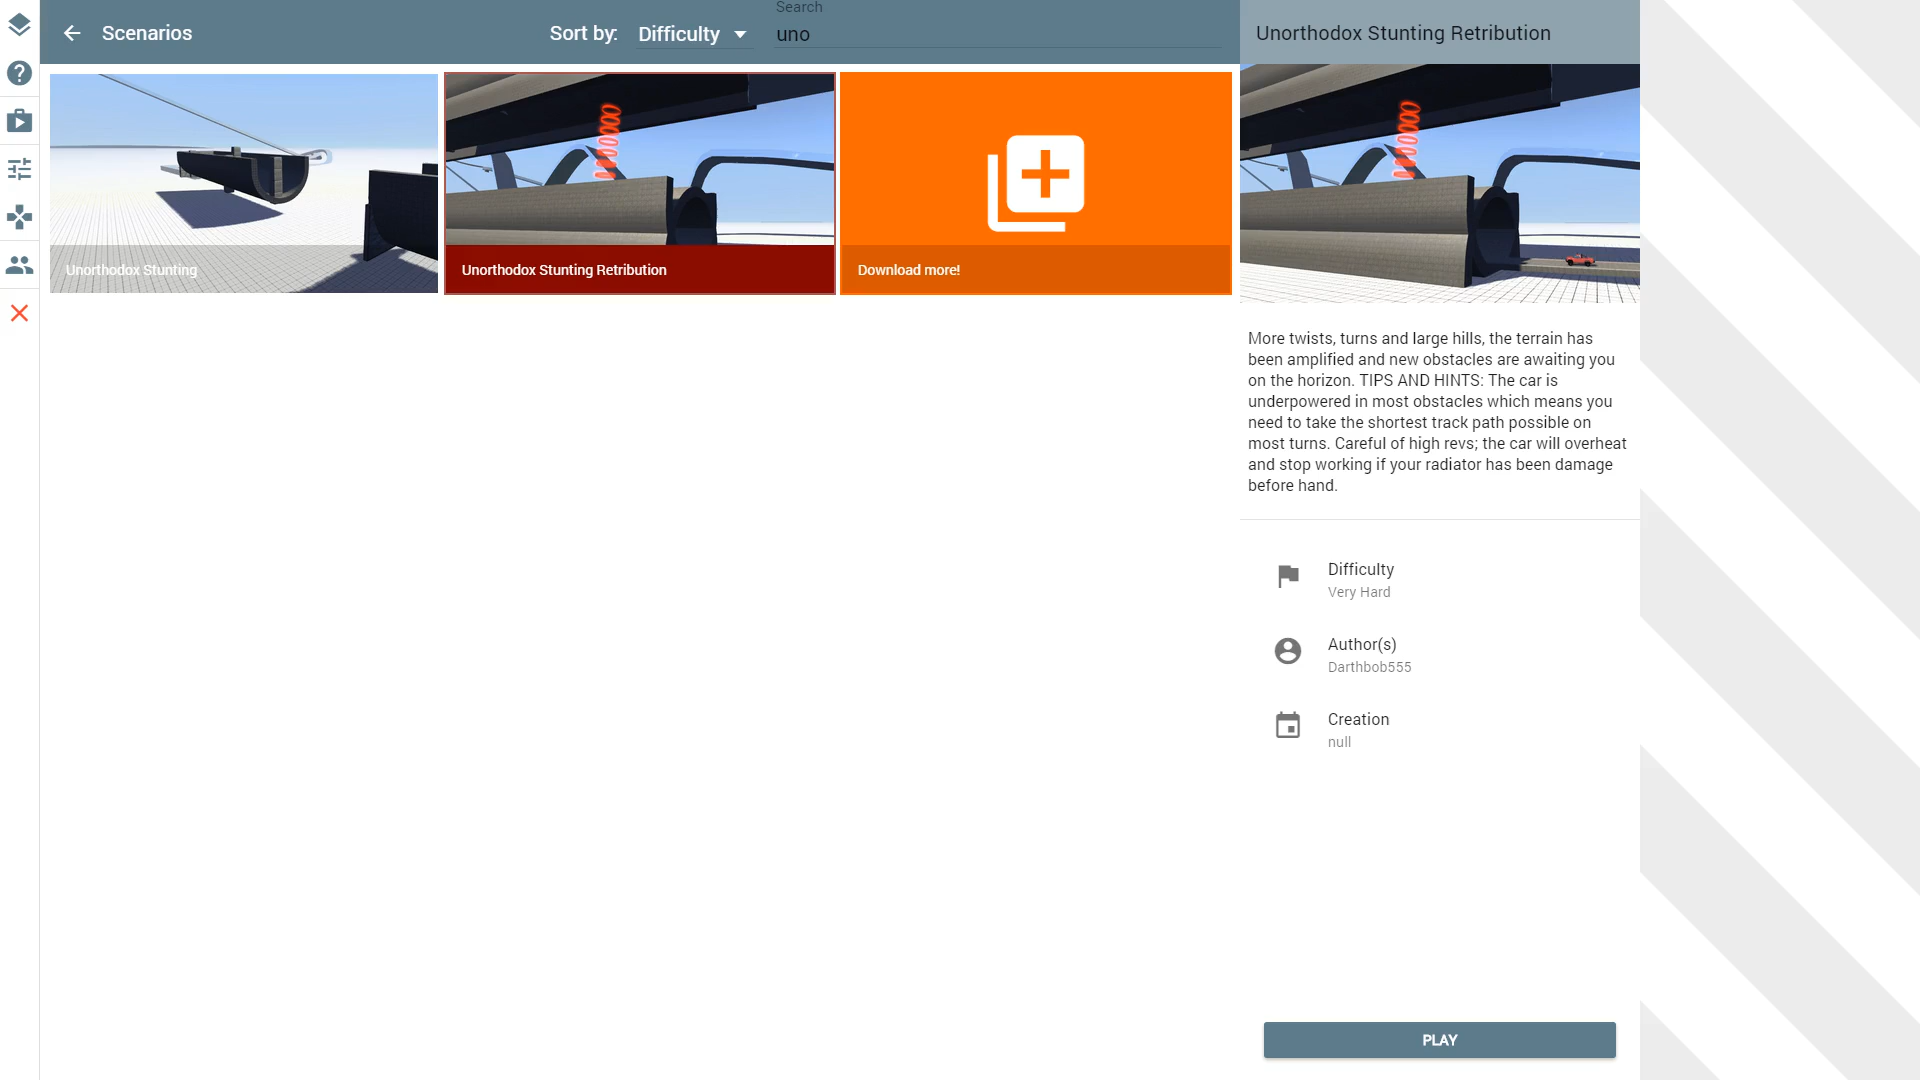 Scenarios
Sort by: Difficulty
Search
uno
Unorthodox Stunting Retribution
Unorthodox Stunting
Unorthodox Stunting Retribution
Download more!
More twists, turns and large hills, the terrain has
been amplified and new obstacles are awaiting you
on the horizon. TIPS AND HINTS: The car is
underpowered in most obstacles which means you
need to take the shortest track path possible on
most turns. Careful of high revs; the car will overheat
and stop working if your radiator has been damage
before hand.
Difficulty
Very Hard
Author(s)
Darthbob555
Creation
null
PLAY